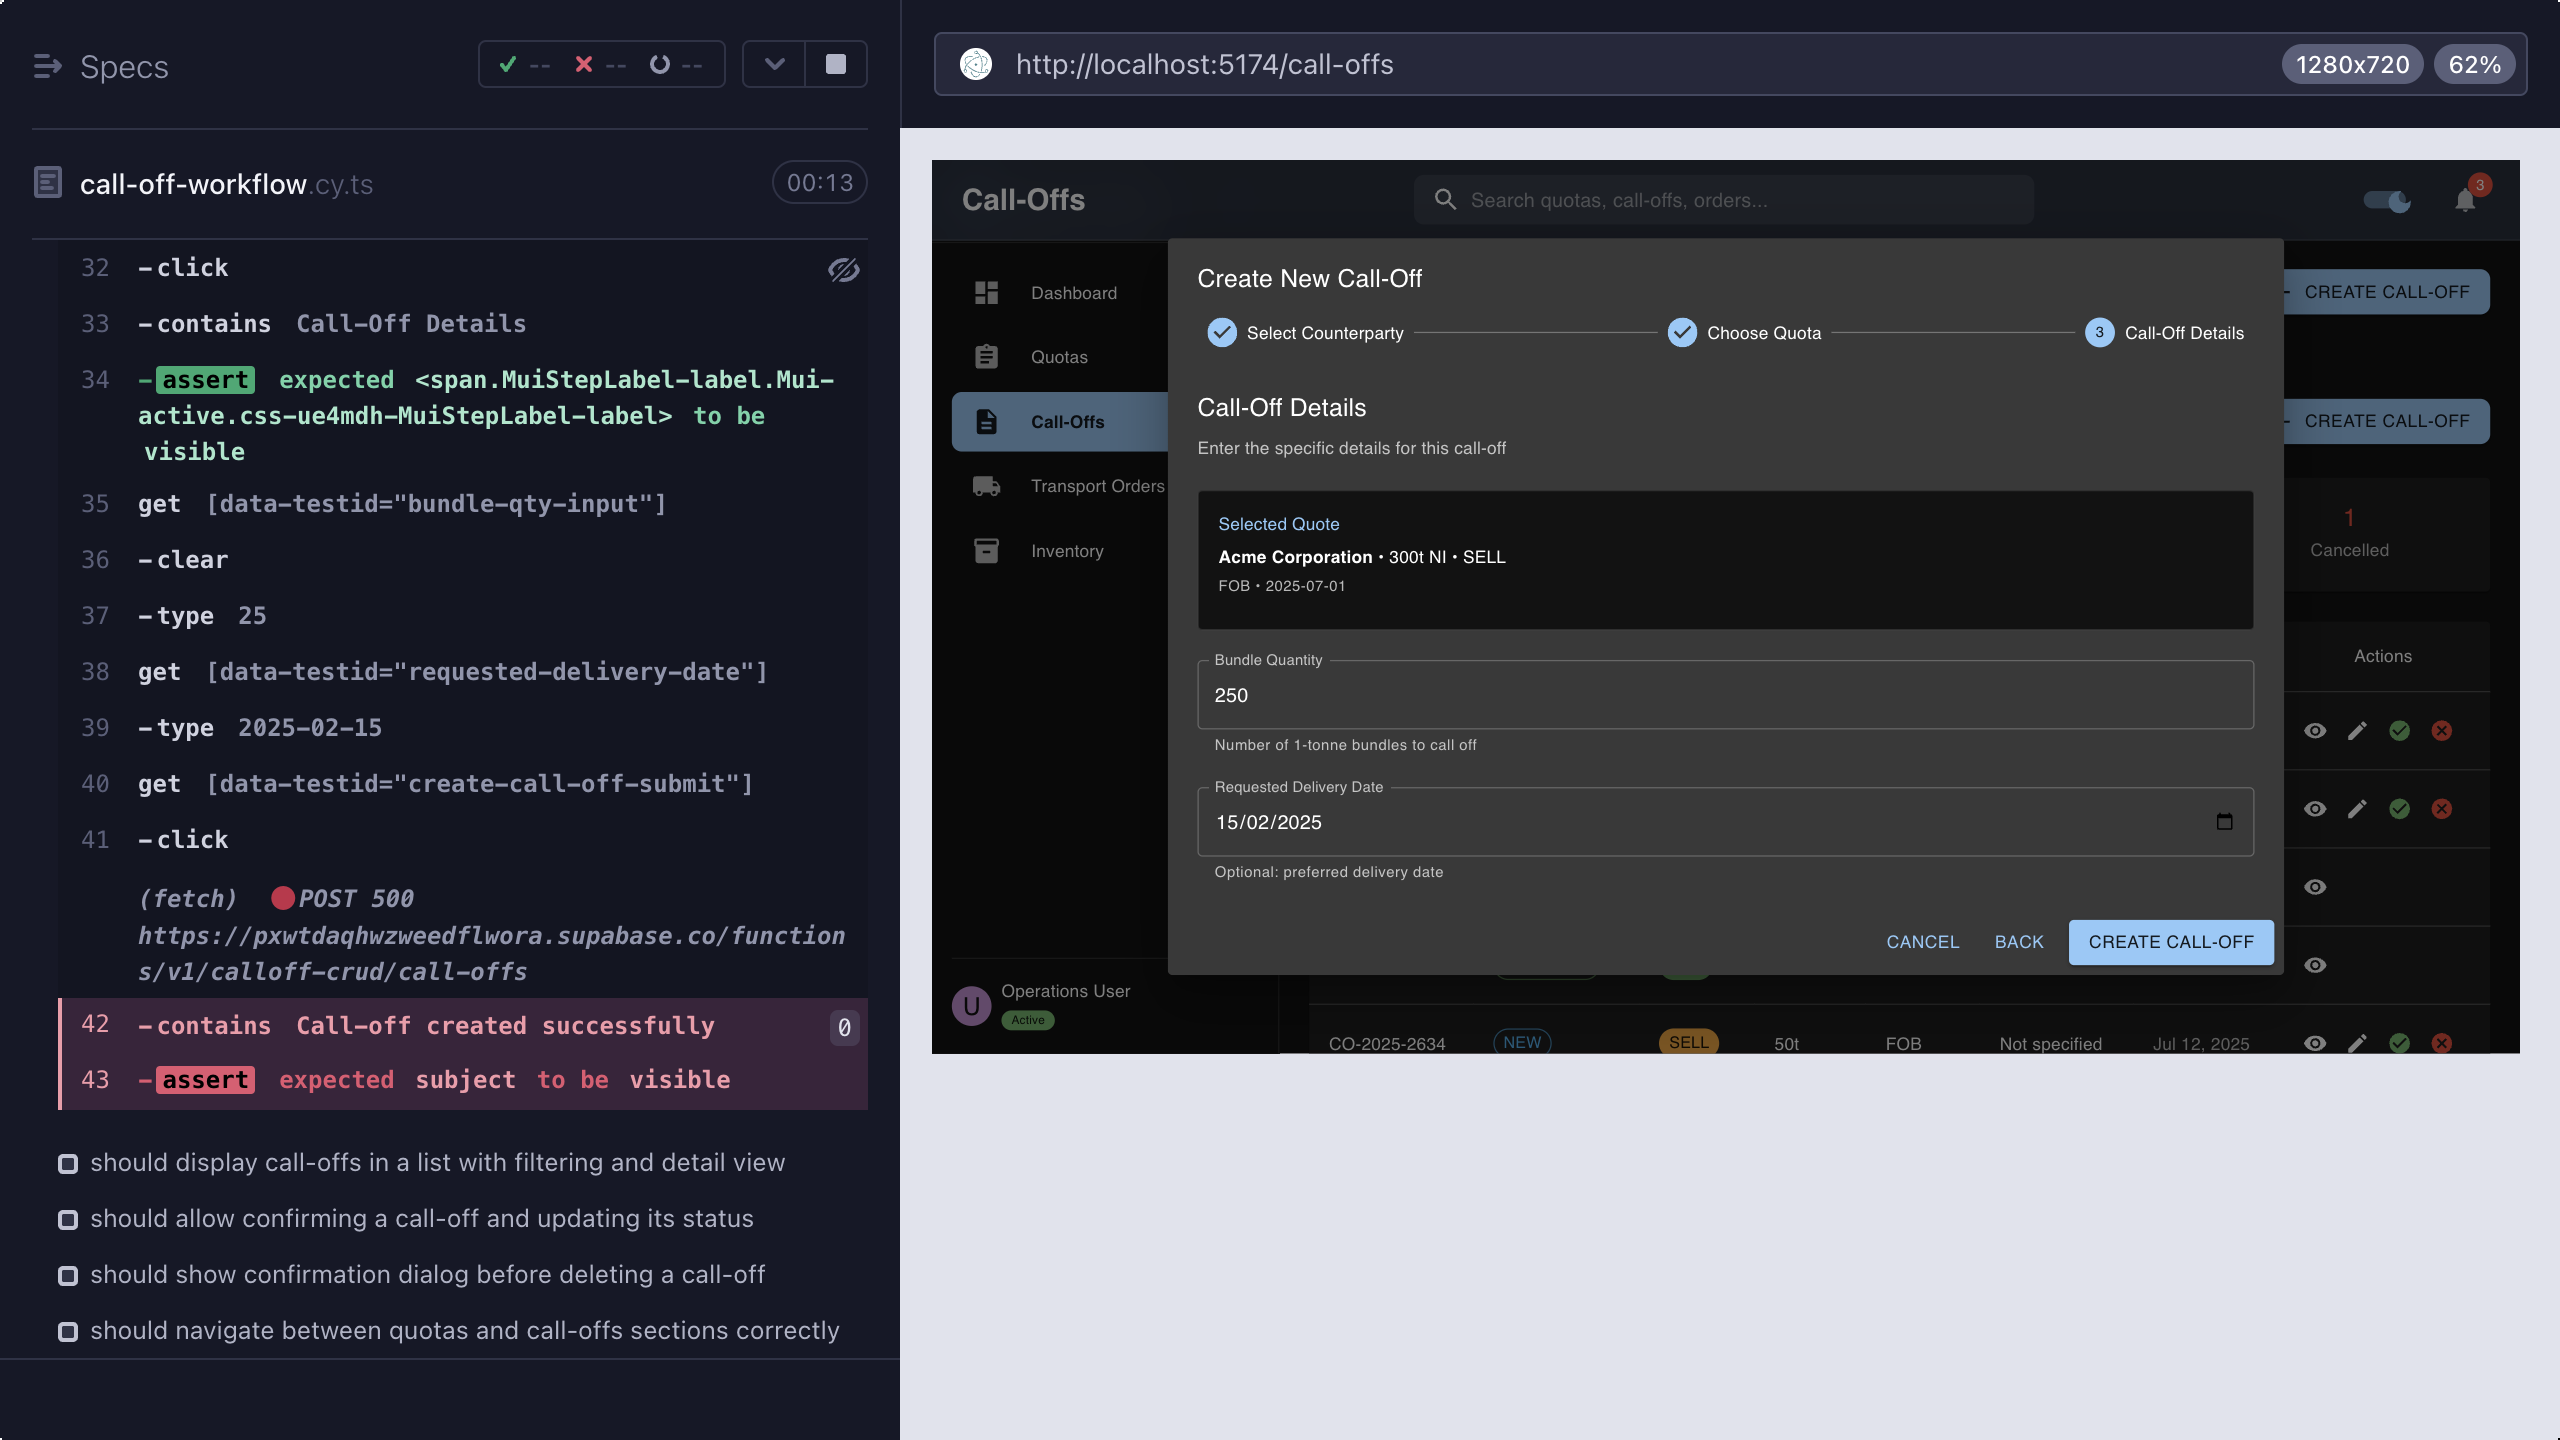 Specs
-- -- --
call-off-workflow.cy.ts 00:13
32 -click
33 -contains Call-Off Details
34 -assert expected <span.MuiStepLabel-label.Mui-
active.css-ue4mdh-MuiStepLabel-label> to be
visible
35 get [data-testid="bundle-qty-input"]
36 -clear
37 -type 25
38 get [data-testid="requested-delivery-date"]
39 -type 2025-02-15
40 get [data-testid="create-call-off-submit"]
41 -click
(fetch) POST 500
https://pxwtdaqhwzweedflwora.supabase.co/function
s/v1/calloff-crud/call-offs
42 -contains Call-off created successfully 0
43 -assert expected subject to be visible
should display call-offs in a list with filtering and detail view
should allow confirming a call-off and updating its status
should show confirmation dialog before deleting a call-off
should navigate between quotas and call-offs sections correctly
http://localhost:5174/call-offs 1280x720 62%
Call-Offs
Search quotas, call-offs, orders...
3
Dashboard
Quotas
Call-Offs
Transport Orders
Inventory
Operations User
U
Active
CREATE CALL-OFF
CREATE CALL-OFF
1
Cancelled
Actions
Create New Call-Off
Select Counterparty Choose Quota 3 Call-Off Details
Call-Off Details
Enter the specific details for this call-off
Selected Quote
Acme Corporation • 300t NI • SELL
FOB • 2025-07-01
Bundle Quantity
250
Number of 1-tonne bundles to call off
Requested Delivery Date
15/02/2025
Optional: preferred delivery date
CANCEL BACK CREATE CALL-OFF
CO-2025-2634 NEW SELL 50t FOB Not specified Jul 12, 2025